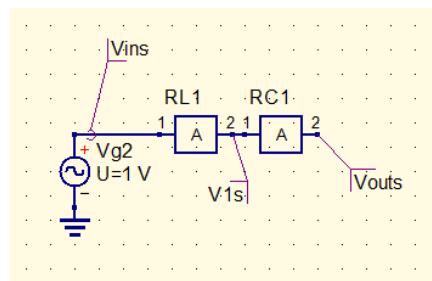 Vins
RL1 RC1
1 A 2 1 A 2
+ Vg2
U=1 V
-
V1s
Vouts